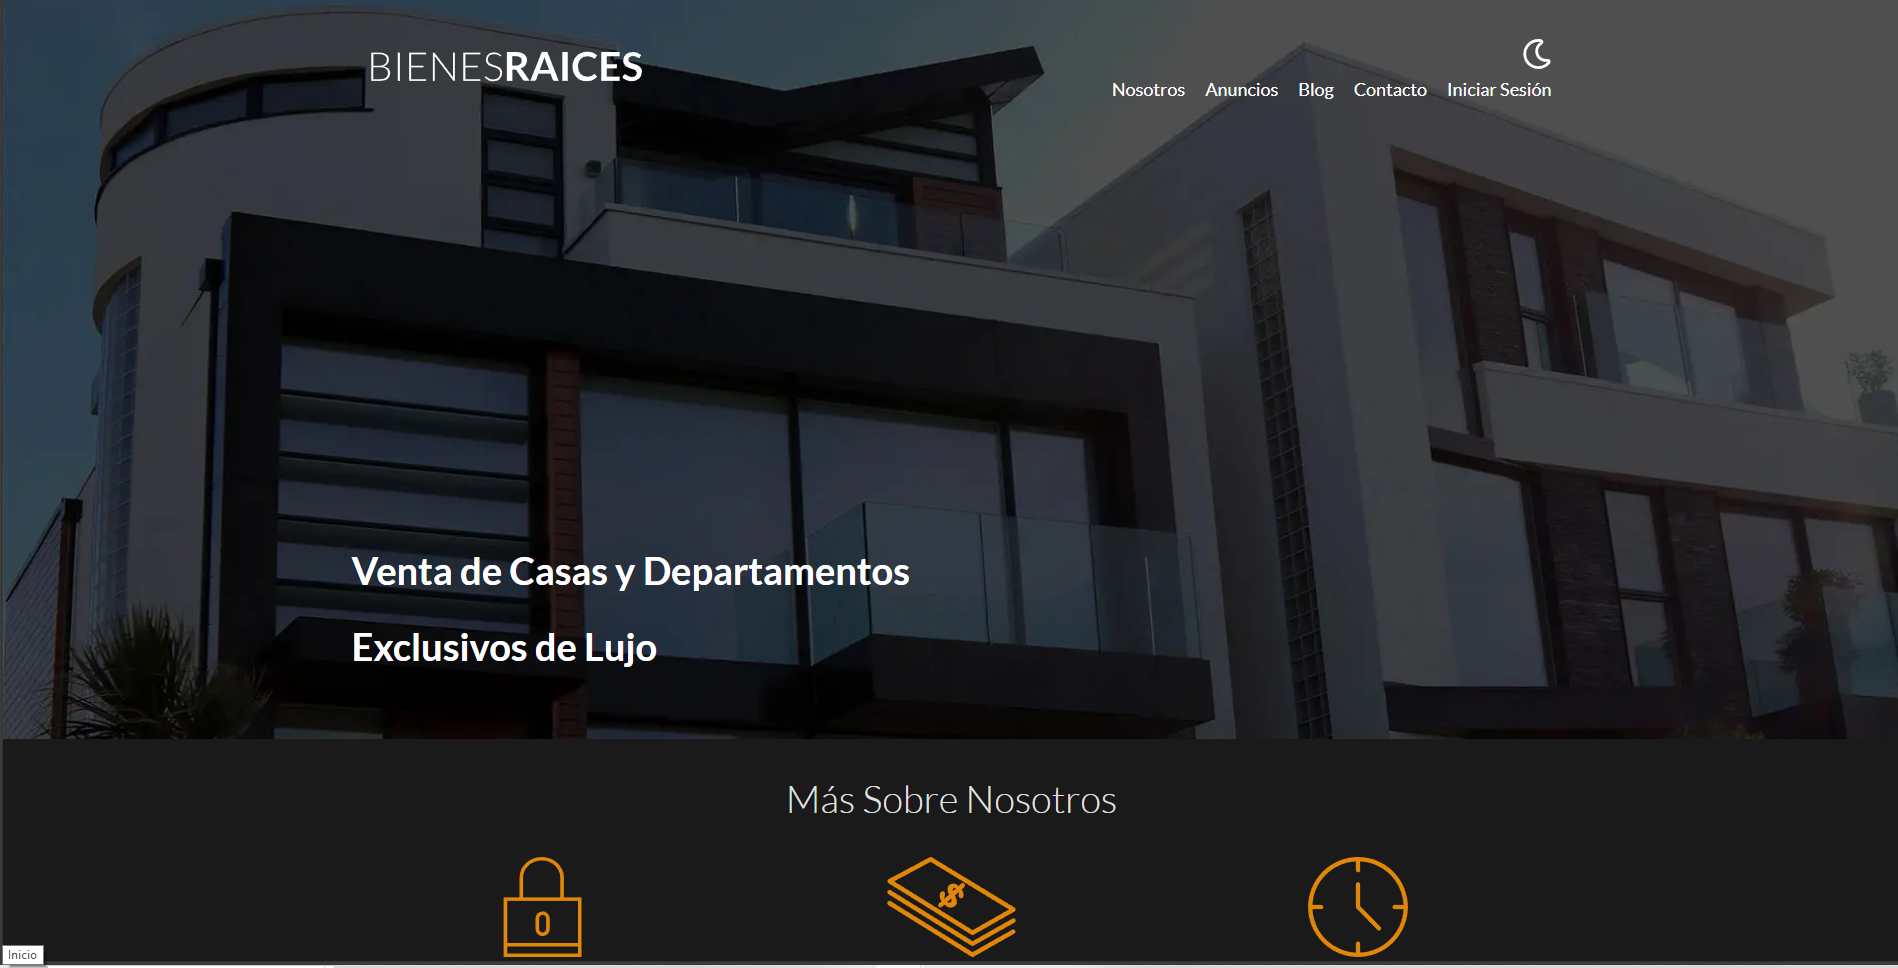 BIENESRAICES
Nosotros Anuncios Blog Contacto Iniciar Sesión
Venta de Casas y Departamentos
Exclusivos de Lujo
Más Sobre Nosotros
$
0
Inicio